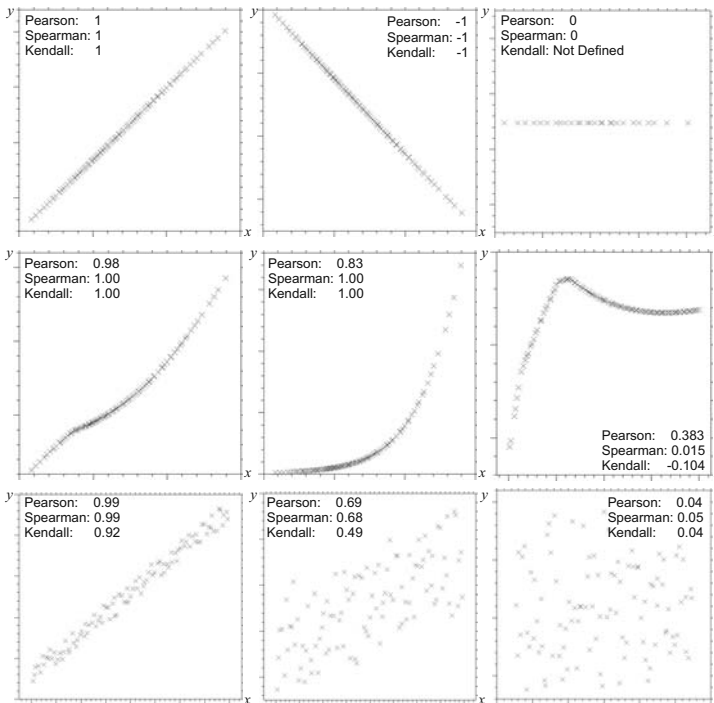 y
Pearson: 1
Spearman: 1
Kendall: 1
x
y
Pearson: -1
Spearman: -1
Kendall: -1
x
y
Pearson: 0
Spearman: 0
Kendall: Not Defined
x
y
Pearson: 0.98
Spearman: 1.00
Kendall: 1.00
x
y
Pearson: 0.83
Spearman: 1.00
Kendall: 1.00
x
y
Pearson: 0.383
Spearman: 0.015
Kendall: -0.104
x
y
Pearson: 0.99
Spearman: 0.99
Kendall: 0.92
x
y
Pearson: 0.69
Spearman: 0.68
Kendall: 0.49
x
y
Pearson: 0.04
Spearman: 0.05
Kendall: 0.04
x